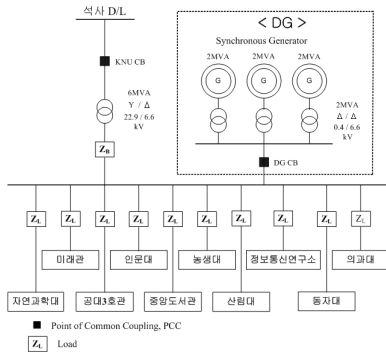 석사 D/L
< DG >
Synchronous Generator
KNU CB
2MVA 2MVA 2MVA
G G G
6MVA
Y / Δ
22.9 / 6.6
kV
2MVA
Δ / Δ
0.4 / 6.6
kV
Z_B
DG CB
Z_L Z_L Z_L Z_L Z_L Z_L Z_L Z_L Z_L Z_L
미래관 인문대 농생대 정보통신연구소 의과대
자연과학대 공대3호관 중앙도서관 산림대 동자대
Point of Common Coupling, PCC
Z_L Load